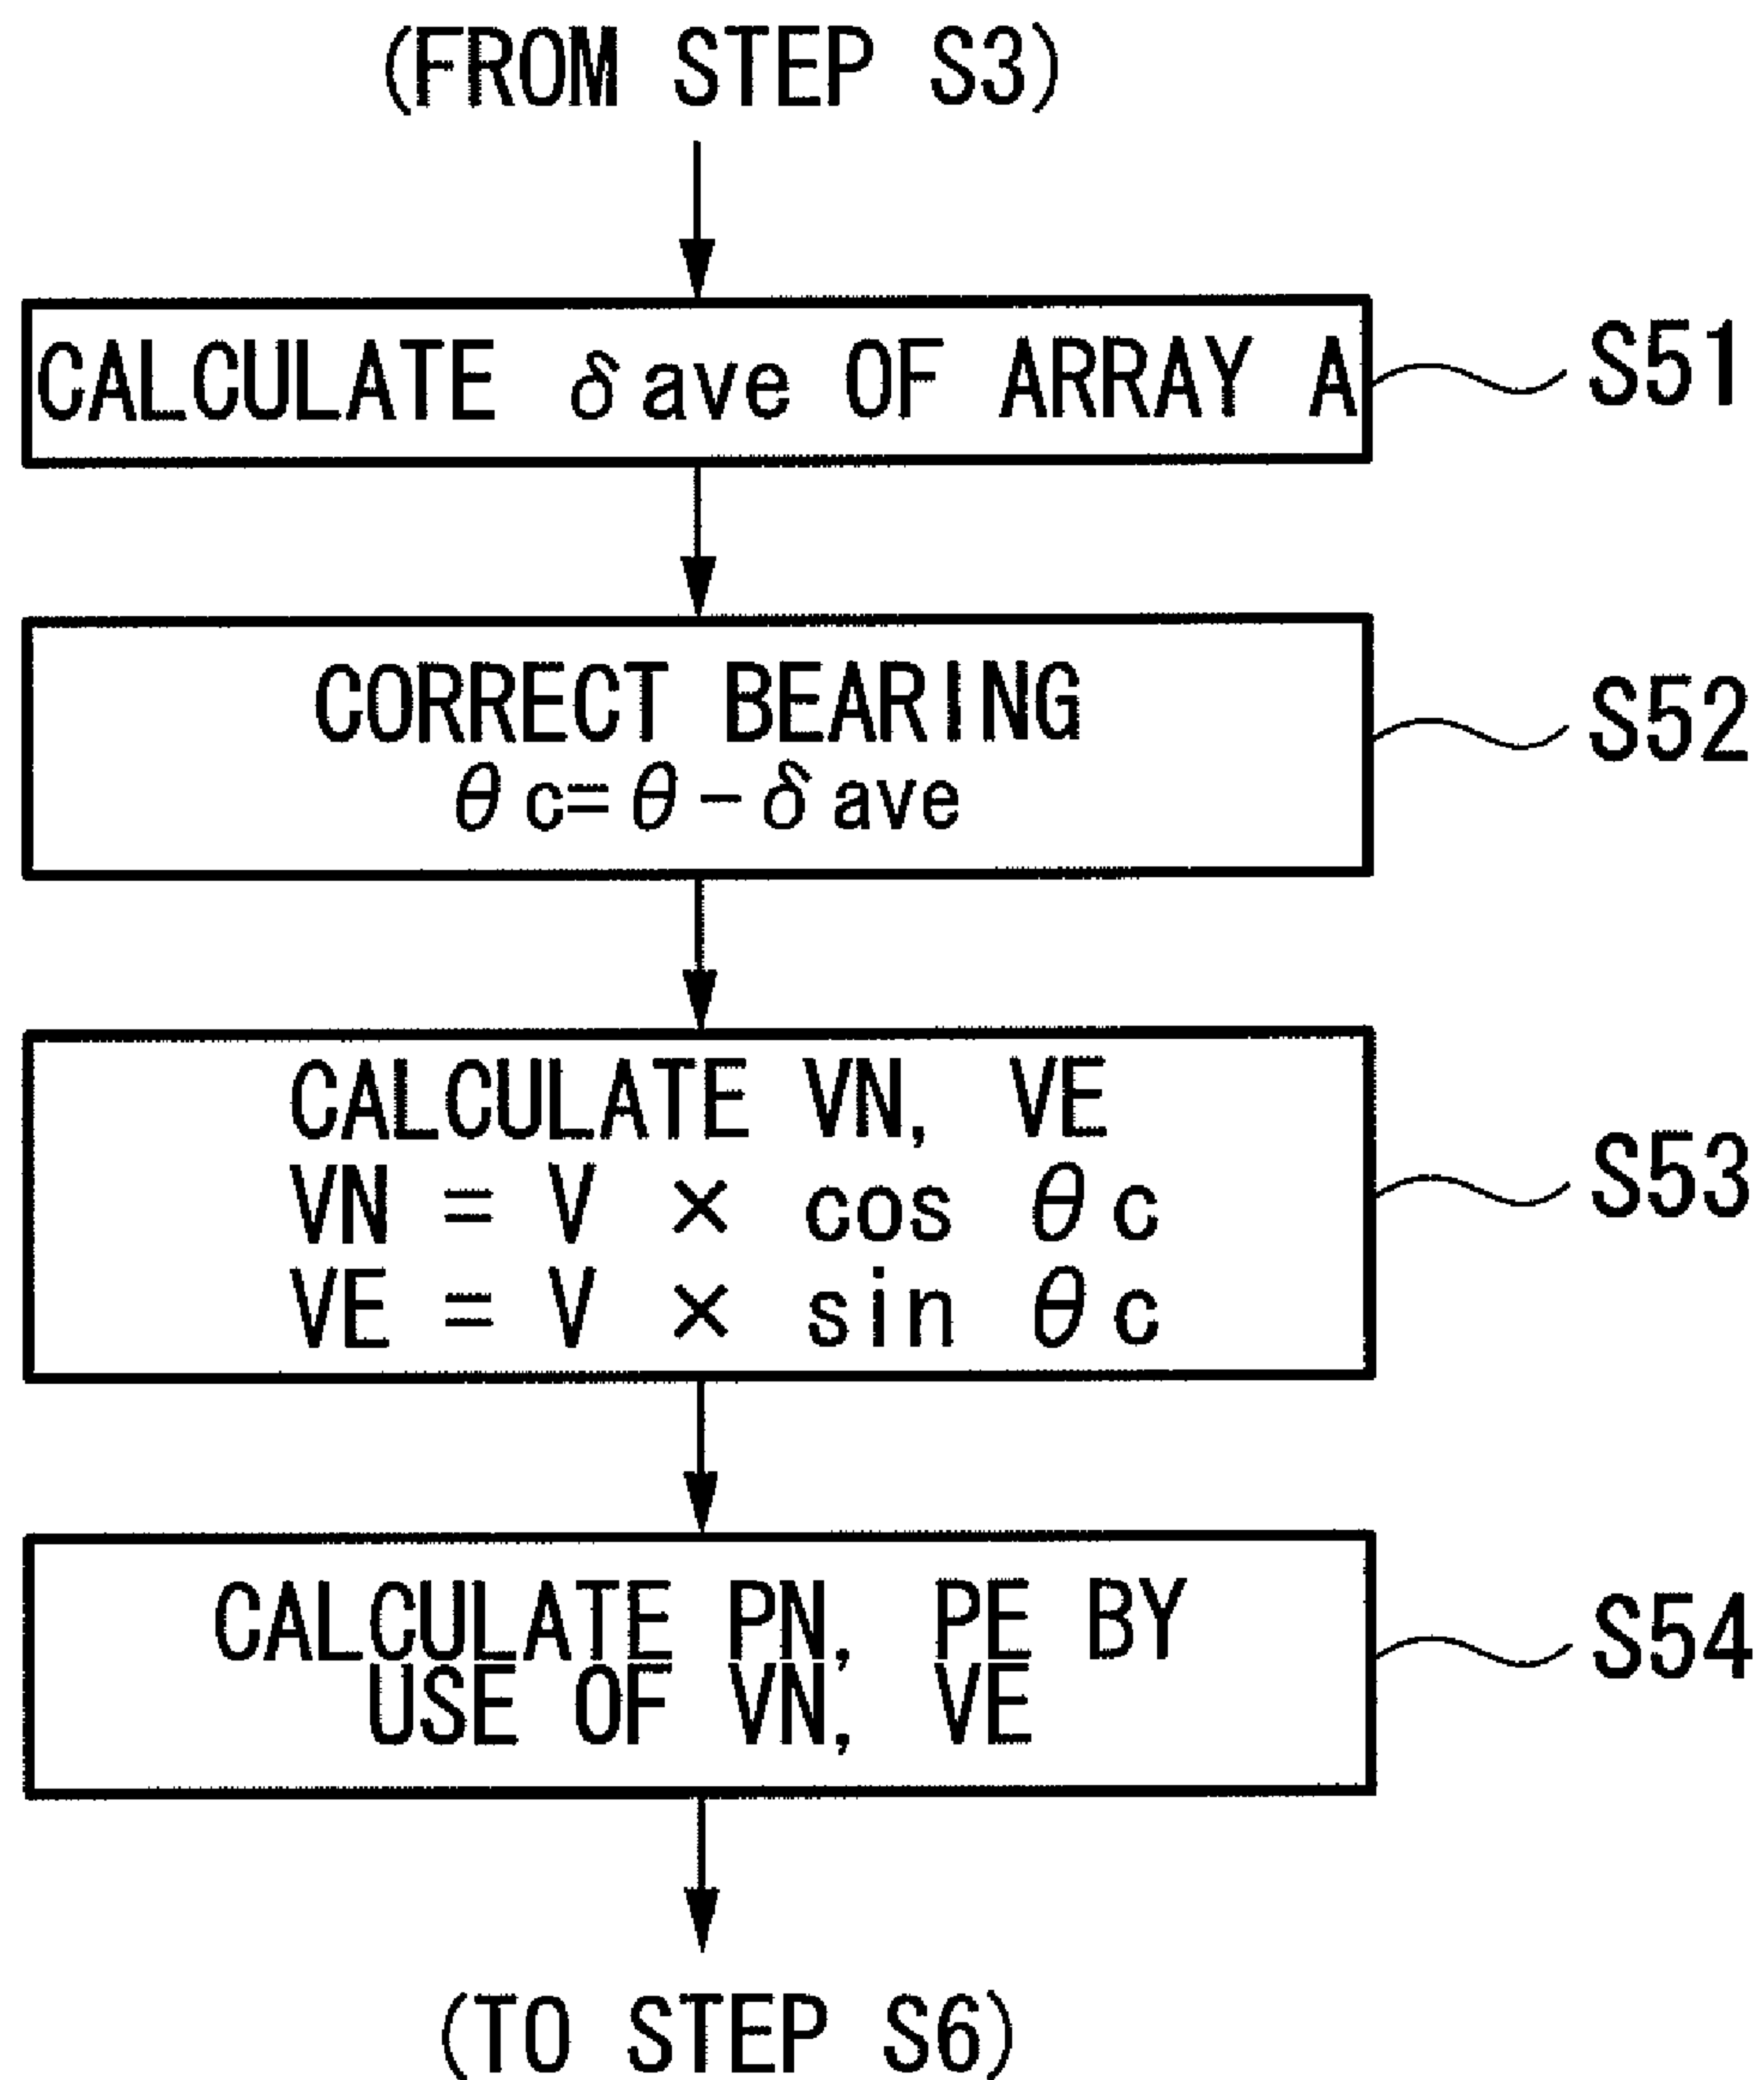 (FROM STEP S3)
CALCULATE δave OF ARRAY A
S51
CORRECT BEARING
θc=θ-δave
S52
CALCULATE VN, VE
VN = V × cos θc
VE = V × sin θc
S53
CALCULATE PN, PE BY
USE OF VN, VE
S54
(TO STEP S6)